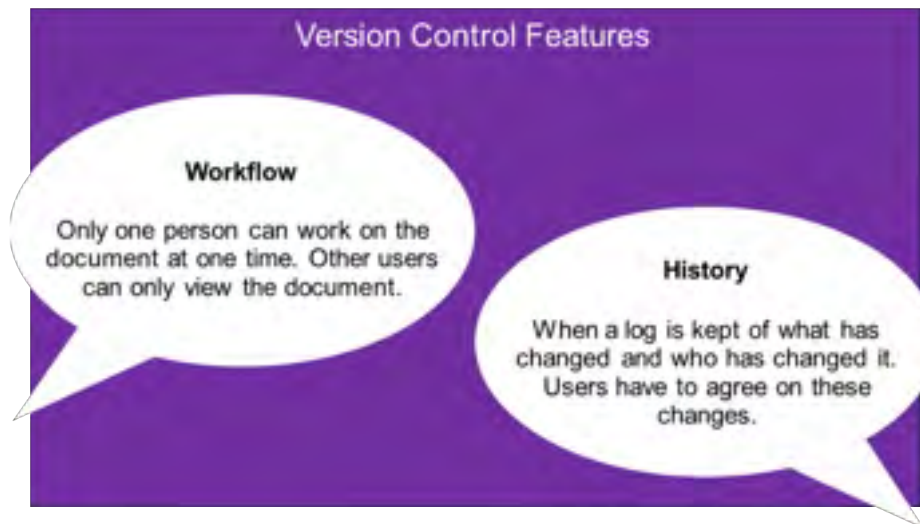 Version Control Features
Workflow
Only one person can work on the
document at one time. Other users
can only view the document.
History
When a log is kept of what has
changed and who has changed it.
Users have to agree on these
changes.